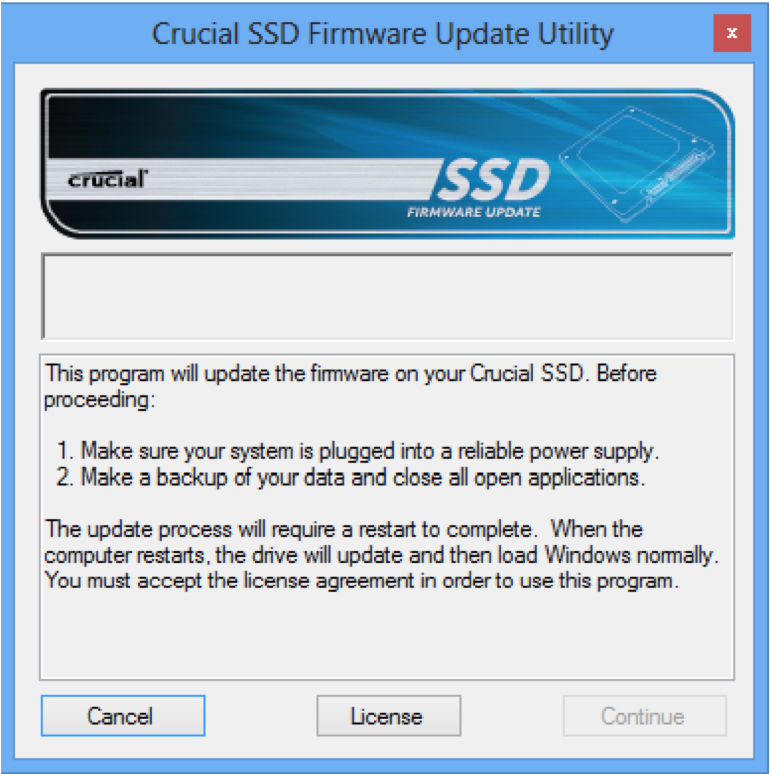 Crucial SSD Firmware Update Utility
x
crucial
SSD
FIRMWARE UPDATE
This program will update the firmware on your Crucial SSD. Before
proceeding:
1. Make sure your system is plugged into a reliable power supply.
2. Make a backup of your data and close all open applications.
The update process will require a restart to complete.  When the
computer restarts, the drive will update and then load Windows normally.
You must accept the license agreement in order to use this program.
Cancel
License
Continue